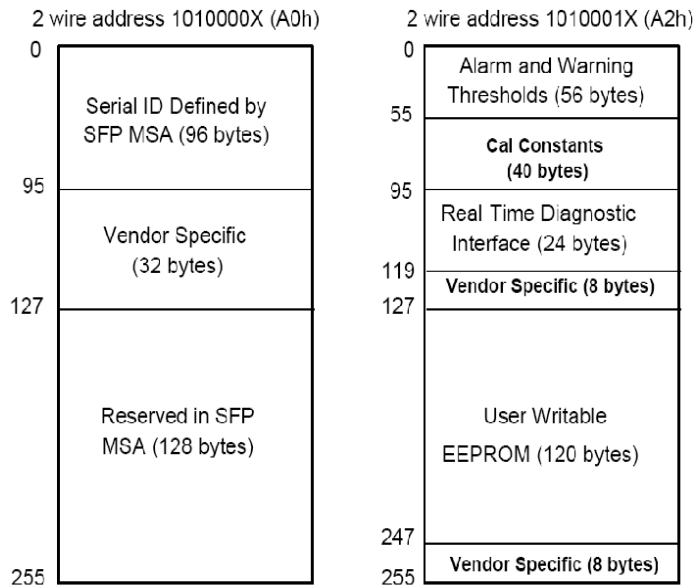 2 wire address 1010000X (A0h)
0
Serial ID Defined by
SFP MSA (96 bytes)
95
Vendor Specific
(32 bytes)
127
Reserved in SFP
MSA (128 bytes)
255
2 wire address 1010001X (A2h)
0
Alarm and Warning
Thresholds (56 bytes)
55
Cal Constants
(40 bytes)
95
Real Time Diagnostic
Interface (24 bytes)
119
Vendor Specific (8 bytes)
127
User Writable
EEPROM (120 bytes)
247
Vendor Specific (8 bytes)
255